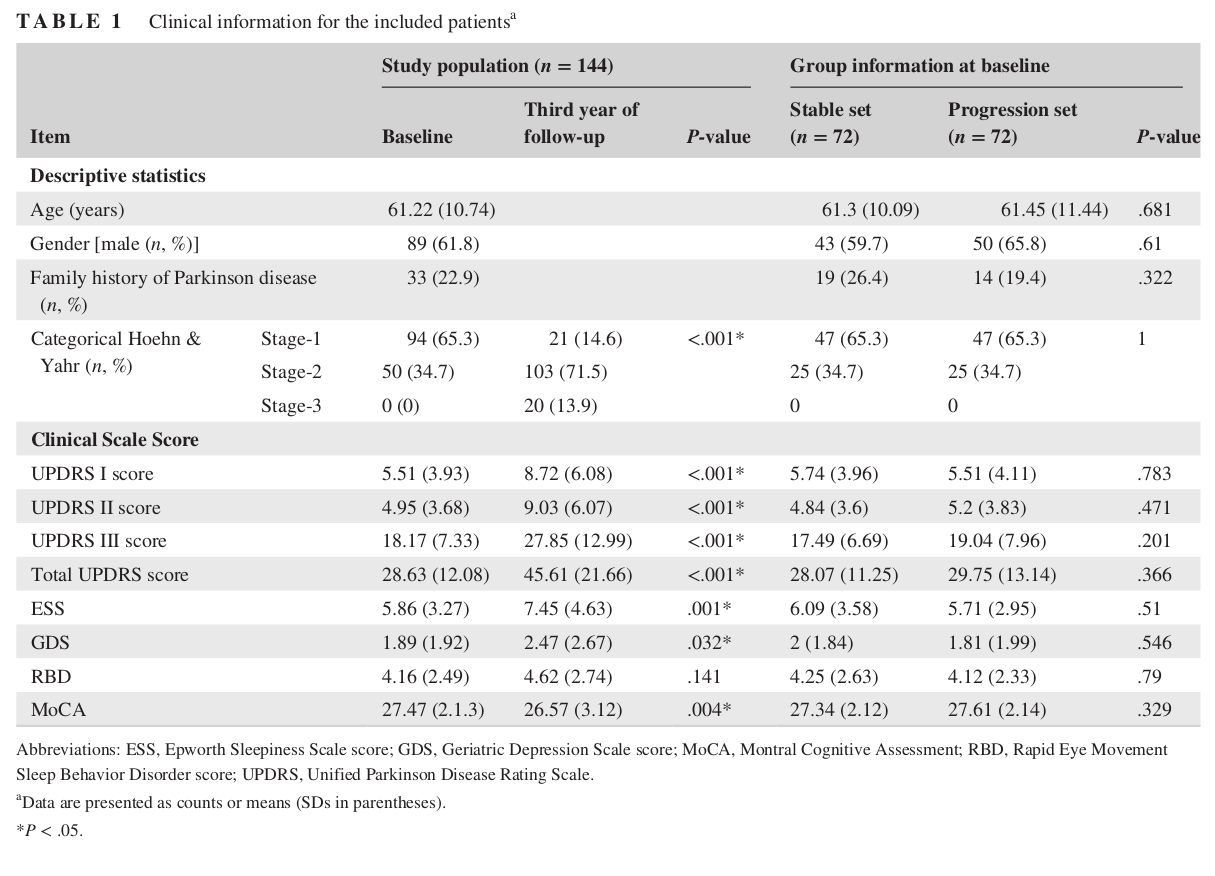 TABLE 1 Clinical information for the included patientsᵃ
Study population (n = 144) Group information at baseline
Item Baseline Third year of follow-up P-value Stable set (n = 72) Progression set (n = 72) P-value
Descriptive statistics
Age (years) 61.22 (10.74) 61.3 (10.09) 61.45 (11.44) .681
Gender [male (n, %)] 89 (61.8) 43 (59.7) 50 (65.8) .61
Family history of Parkinson disease (n, %) 33 (22.9) 19 (26.4) 14 (19.4) .322
Categorical Hoehn & Yahr (n, %) Stage-1 94 (65.3) 21 (14.6) <.001* 47 (65.3) 47 (65.3) 1
Stage-2 50 (34.7) 103 (71.5) 25 (34.7) 25 (34.7)
Stage-3 0 (0) 20 (13.9) 0 0
Clinical Scale Score
UPDRS I score 5.51 (3.93) 8.72 (6.08) <.001* 5.74 (3.96) 5.51 (4.11) .783
UPDRS II score 4.95 (3.68) 9.03 (6.07) <.001* 4.84 (3.6) 5.2 (3.83) .471
UPDRS III score 18.17 (7.33) 27.85 (12.99) <.001* 17.49 (6.69) 19.04 (7.96) .201
Total UPDRS score 28.63 (12.08) 45.61 (21.66) <.001* 28.07 (11.25) 29.75 (13.14) .366
ESS 5.86 (3.27) 7.45 (4.63) .001* 6.09 (3.58) 5.71 (2.95) .51
GDS 1.89 (1.92) 2.47 (2.67) .032* 2 (1.84) 1.81 (1.99) .546
RBD 4.16 (2.49) 4.62 (2.74) .141 4.25 (2.63) 4.12 (2.33) .79
MoCA 27.47 (2.1.3) 26.57 (3.12) .004* 27.34 (2.12) 27.61 (2.14) .329
Abbreviations: ESS, Epworth Sleepiness Scale score; GDS, Geriatric Depression Scale score; MoCA, Montral Cognitive Assessment; RBD, Rapid Eye Movement
Sleep Behavior Disorder score; UPDRS, Unified Parkinson Disease Rating Scale.
ᵃData are presented as counts or means (SDs in parentheses).
*P < .05.